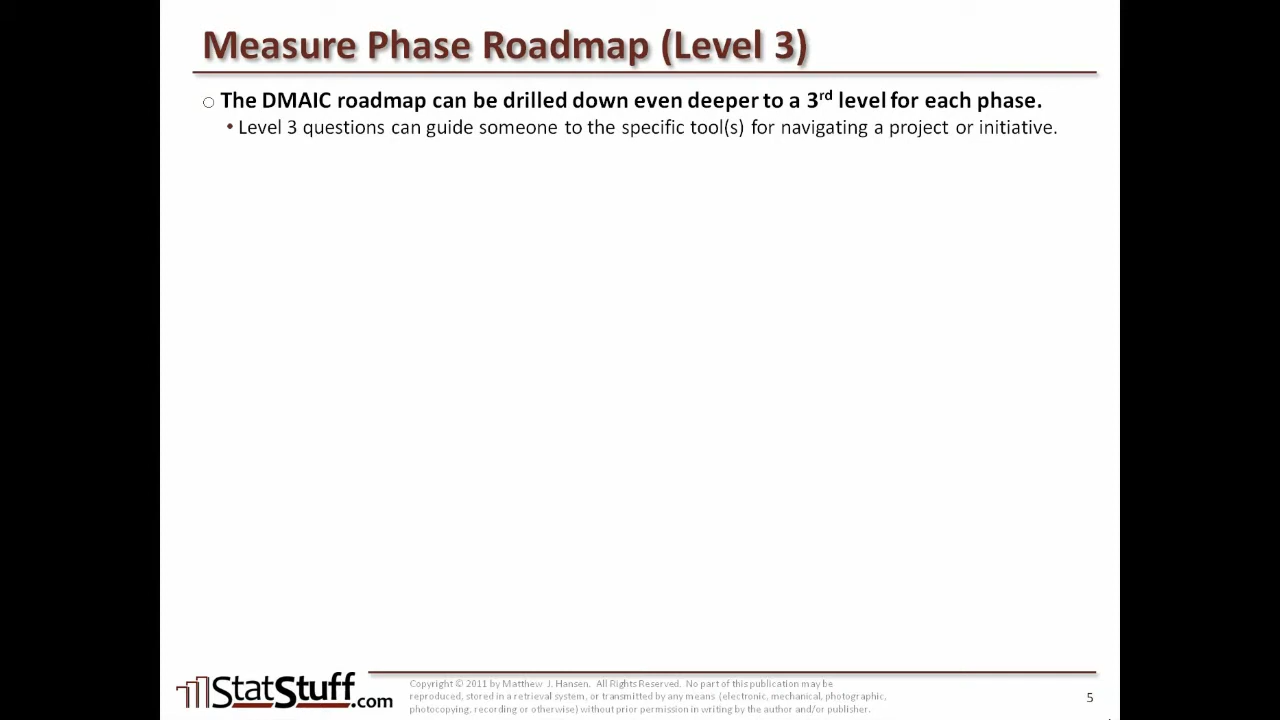 Measure Phase Roadmap (Level 3)
○ The DMAIC roadmap can be drilled down even deeper to a 3rd level for each phase.
• Level 3 questions can guide someone to the specific tool(s) for navigating a project or initiative.
StatStuff.com
Copyright © 2011 by Matthew J. Hansen. All Rights Reserved. No part of this publication may be
reproduced, stored in a retrieval system, or transmitted by any means (electronic, mechanical, photographic,
photocopying, recording or otherwise) without prior permission in writing by the author and/or publisher.
5